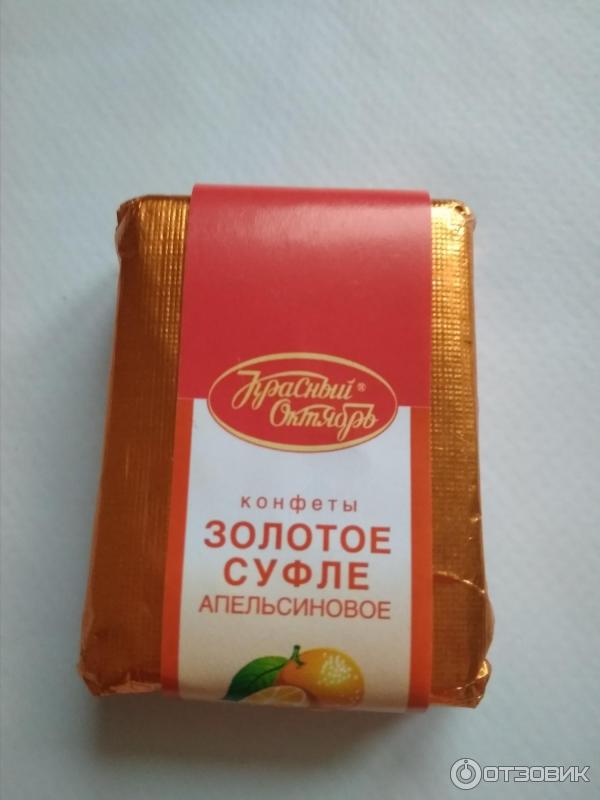 Красный®
Октябрь
конфеты
ЗОЛОТОЕ
СУФЛЕ
АПЕЛЬСИНОВОЕ
ОТЗОВИК